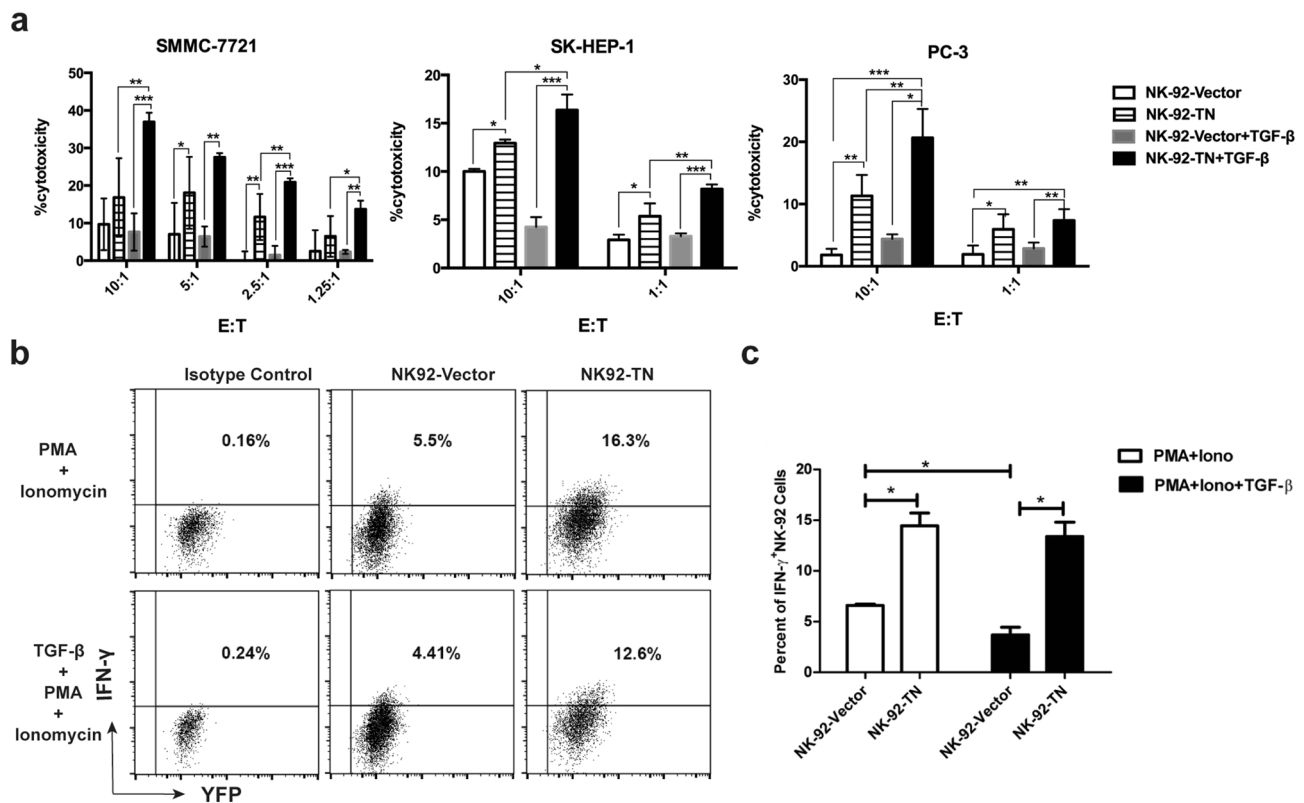 a
SMMC-7721
%cytotoxicity
50
40
30
20
10
0
** ***
* **
** ** ***
* **
10:1 5:1 2.5:1 1.25:1
E:T
SK-HEP-1
%cytotoxicity
20
15
10
5
0
* * ***
* ** ***
10:1 1:1
E:T
PC-3
%cytotoxicity
30
20
10
0
*** ** * **
** * **
10:1 1:1
E:T
NK-92-Vector
NK-92-TN
NK-92-Vector+TGF-β
NK-92-TN+TGF-β
b
Isotype Control NK92-Vector NK92-TN
PMA
+
Ionomycin
0.16% 5.5% 16.3%
TGF-β
+
PMA
+
Ionomycin
0.24% 4.41% 12.6%
IFN-γ
YFP
c
Percent of IFN-γ⁺NK-92 Cells
20
15
10
5
0
*
* *
NK-92-Vector NK-92-TN NK-92-Vector NK-92-TN
PMA+Iono
PMA+Iono+TGF-β